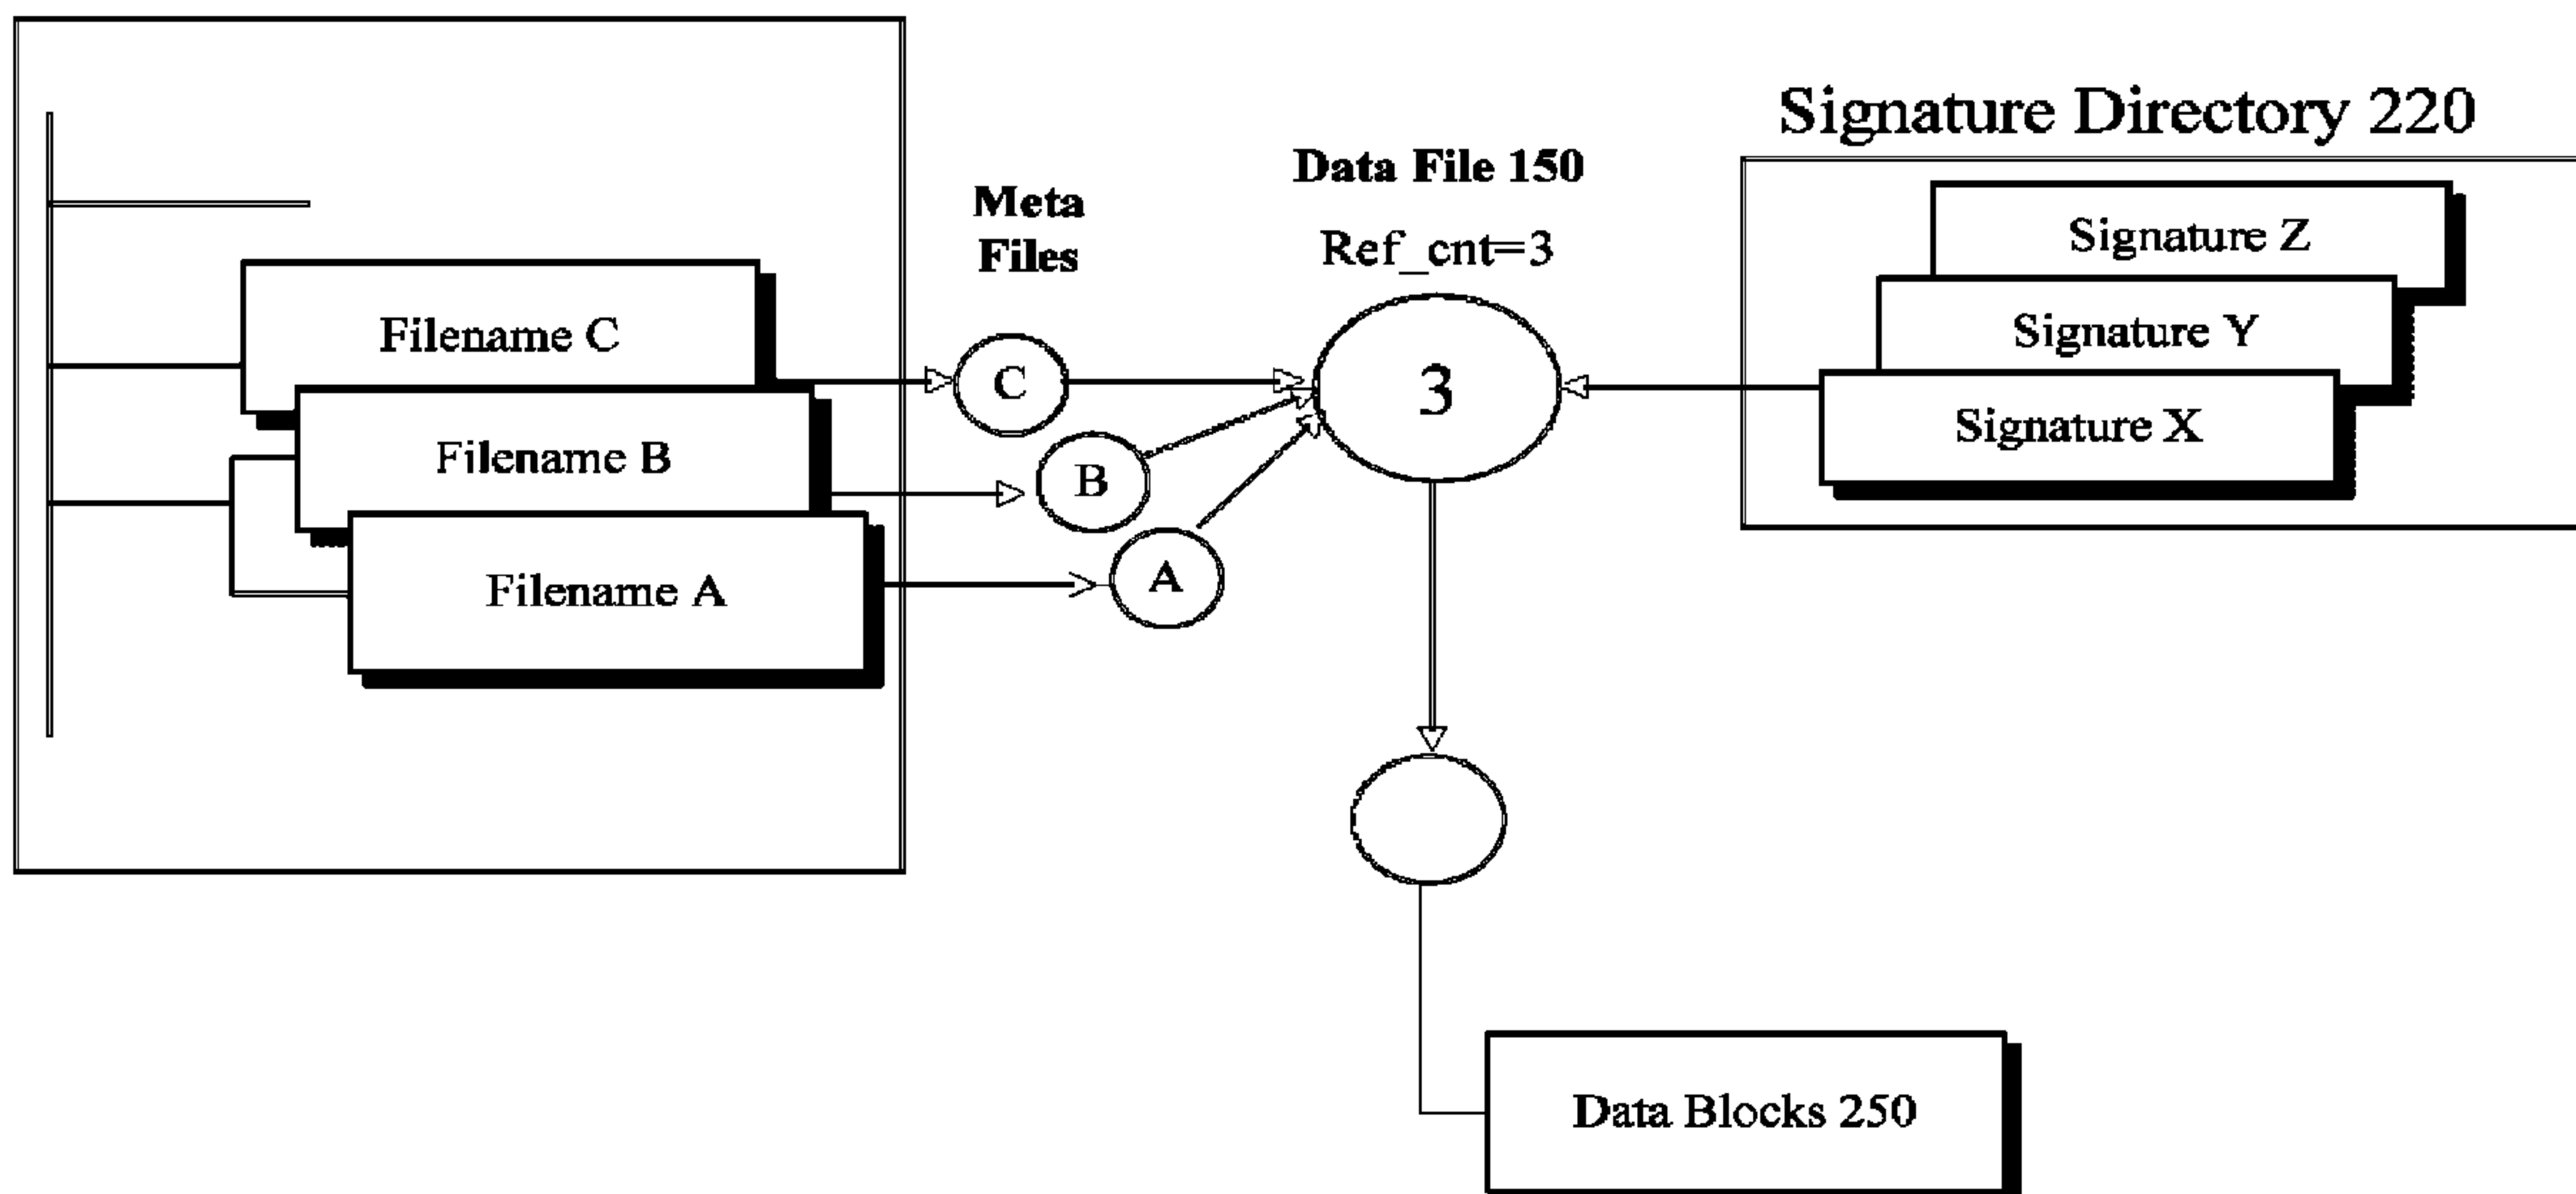 Signature Directory 220
Data File 150
Meta
Files
Ref_cnt=3
Signature Z
Filename C
Signature Y
C
3
Signature X
Filename B
B
Filename A
A
Data Blocks 250